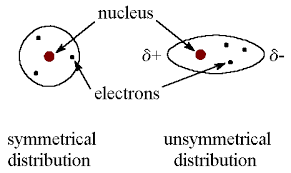 nucleus
δ+
δ-
electrons
symmetrical
distribution
unsymmetrical
distribution